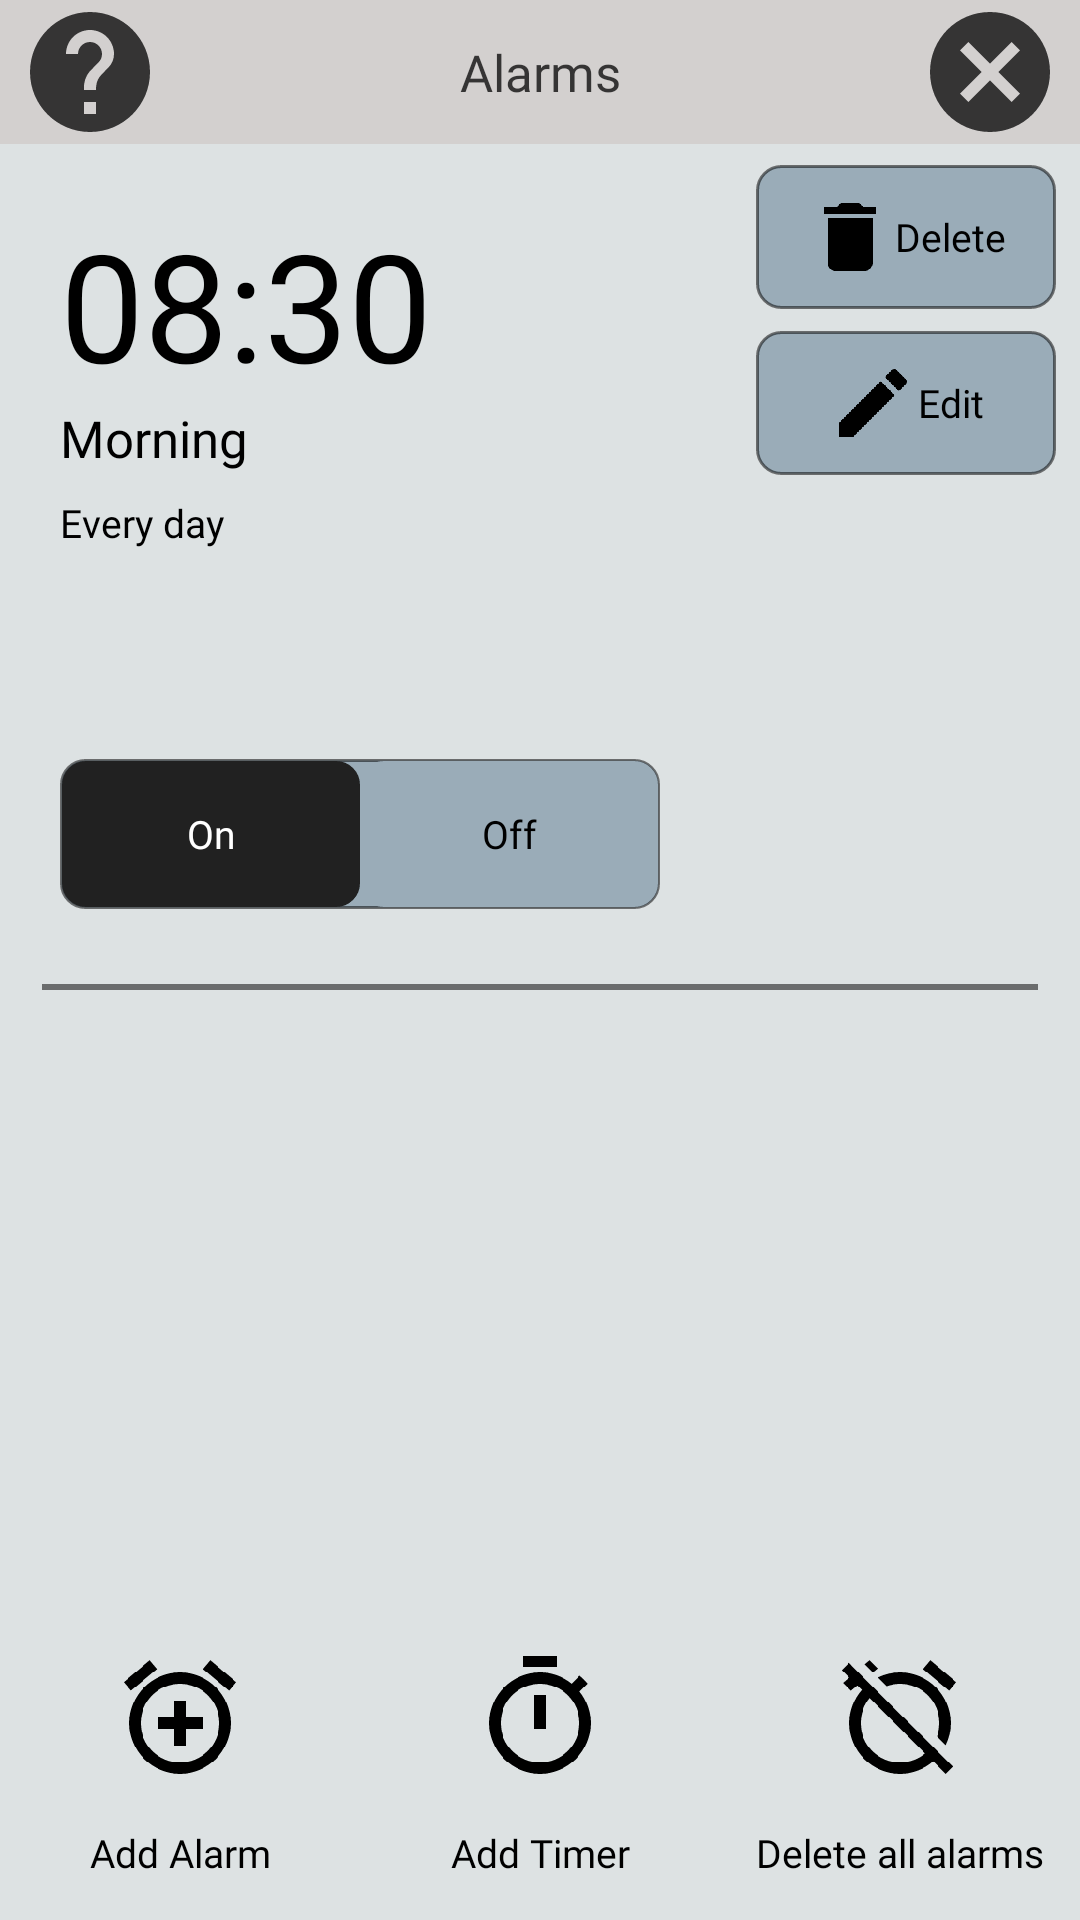 Alarms
Delete
08:30
Edit
Morning
Every day
On Off
Add Alarm Add Timer Delete all alarms